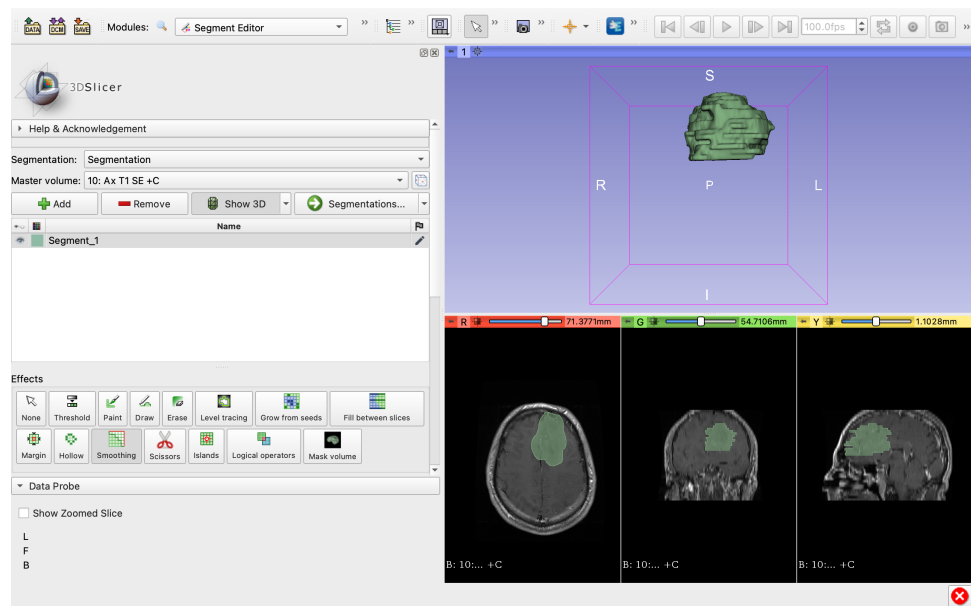 DATA DCM SAVE Modules: Segment Editor » » » » » 100.0fps »
1
3DSlicer
Help & Acknowledgement
Segmentation: Segmentation
Master volume: 10: Ax T1 SE +C
Add Remove Show 3D Segmentations...
Name
Segment_1
Effects
None Threshold Paint Draw Erase Level tracing Grow from seeds Fill between slices
Margin Hollow Smoothing Scissors Islands Logical operators Mask volume
Data Probe
Show Zoomed Slice
L
F
B
S
R P L
I
R 71.3771mm G 54.7106mm Y 1.1028mm
B: 10:... +C B: 10:... +C B: 10:... +C